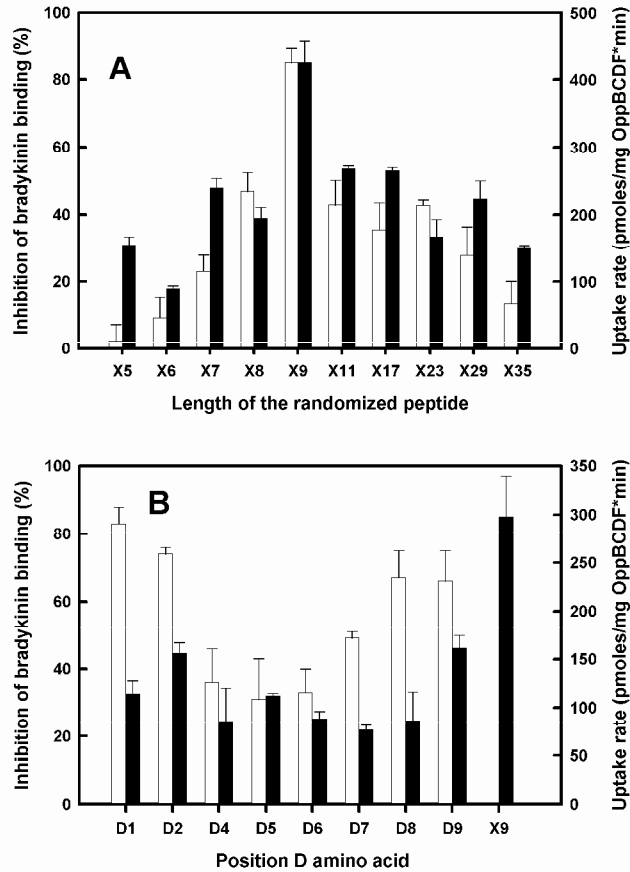 A
Inhibition of bradykinin binding (%)
100
80
60
40
20
0
Uptake rate (pmoles/mg OppBCDF*min)
500
400
300
200
100
0
X5 X6 X7 X8 X9 X11 X17 X23 X29 X35
Length of the randomized peptide
B
Inhibition of bradykinin binding (%)
100
80
60
40
20
0
Uptake rate (pmoles/mg OppBCDF*min)
350
300
250
200
150
100
50
0
D1 D2 D4 D5 D6 D7 D8 D9 X9
Position D amino acid